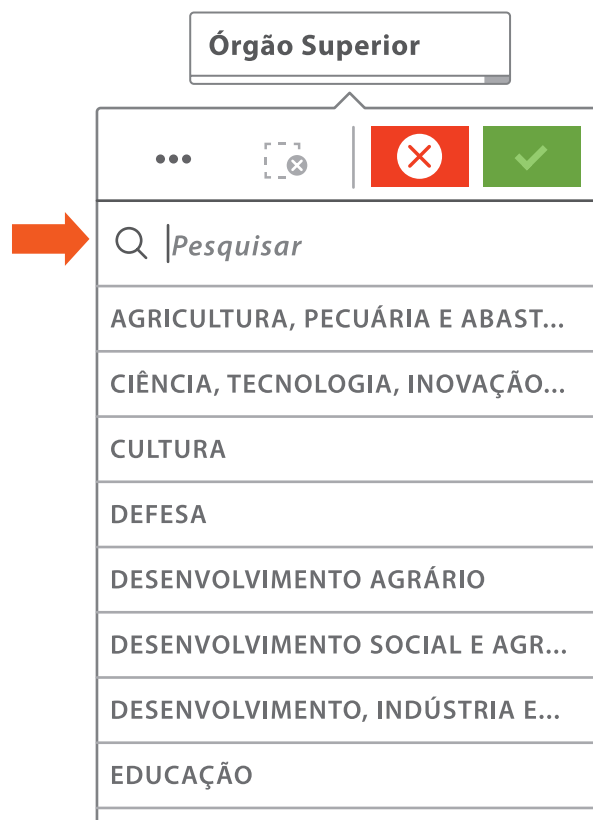 Órgão Superior
Pesquisar
AGRICULTURA, PECUÁRIA E ABAST...
CIÊNCIA, TECNOLOGIA, INOVAÇÃO...
CULTURA
DEFESA
DESENVOLVIMENTO AGRÁRIO
DESENVOLVIMENTO SOCIAL E AGR...
DESENVOLVIMENTO, INDÚSTRIA E...
EDUCAÇÃO